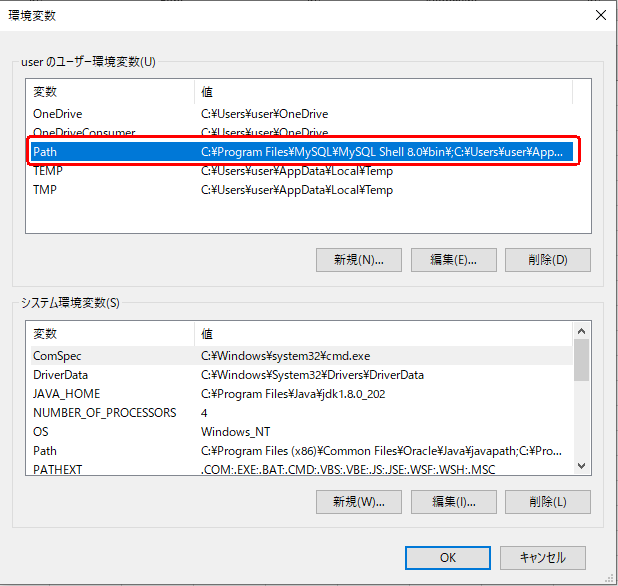 環境変数
user のユーザー環境変数(U)
変数 値
OneDrive C:¥Users¥user¥OneDrive
OneDriveConsumer C:¥Users¥user¥OneDrive
Path C:¥Program Files¥MySQL¥MySQL Shell 8.0¥bin¥;C:¥Users¥user¥App...
TEMP C:¥Users¥user¥AppData¥Local¥Temp
TMP C:¥Users¥user¥AppData¥Local¥Temp
新規(N)... 編集(E)... 削除(D)
システム環境変数(S)
変数 値
ComSpec C:¥Windows¥system32¥cmd.exe
DriverData C:¥Windows¥System32¥Drivers¥DriverData
JAVA_HOME C:¥Program Files¥Java¥jdk1.8.0_202
NUMBER_OF_PROCESSORS 4
OS Windows_NT
Path C:¥Program Files (x86)¥Common Files¥Oracle¥Java¥javapath;C:¥Pro...
PATHEXT .COM;.EXE;.BAT;.CMD;.VBS;.VBE;.JS;.JSE;.WSF;.WSH;.MSC
新規(W)... 編集(I)... 削除(L)
OK キャンセル